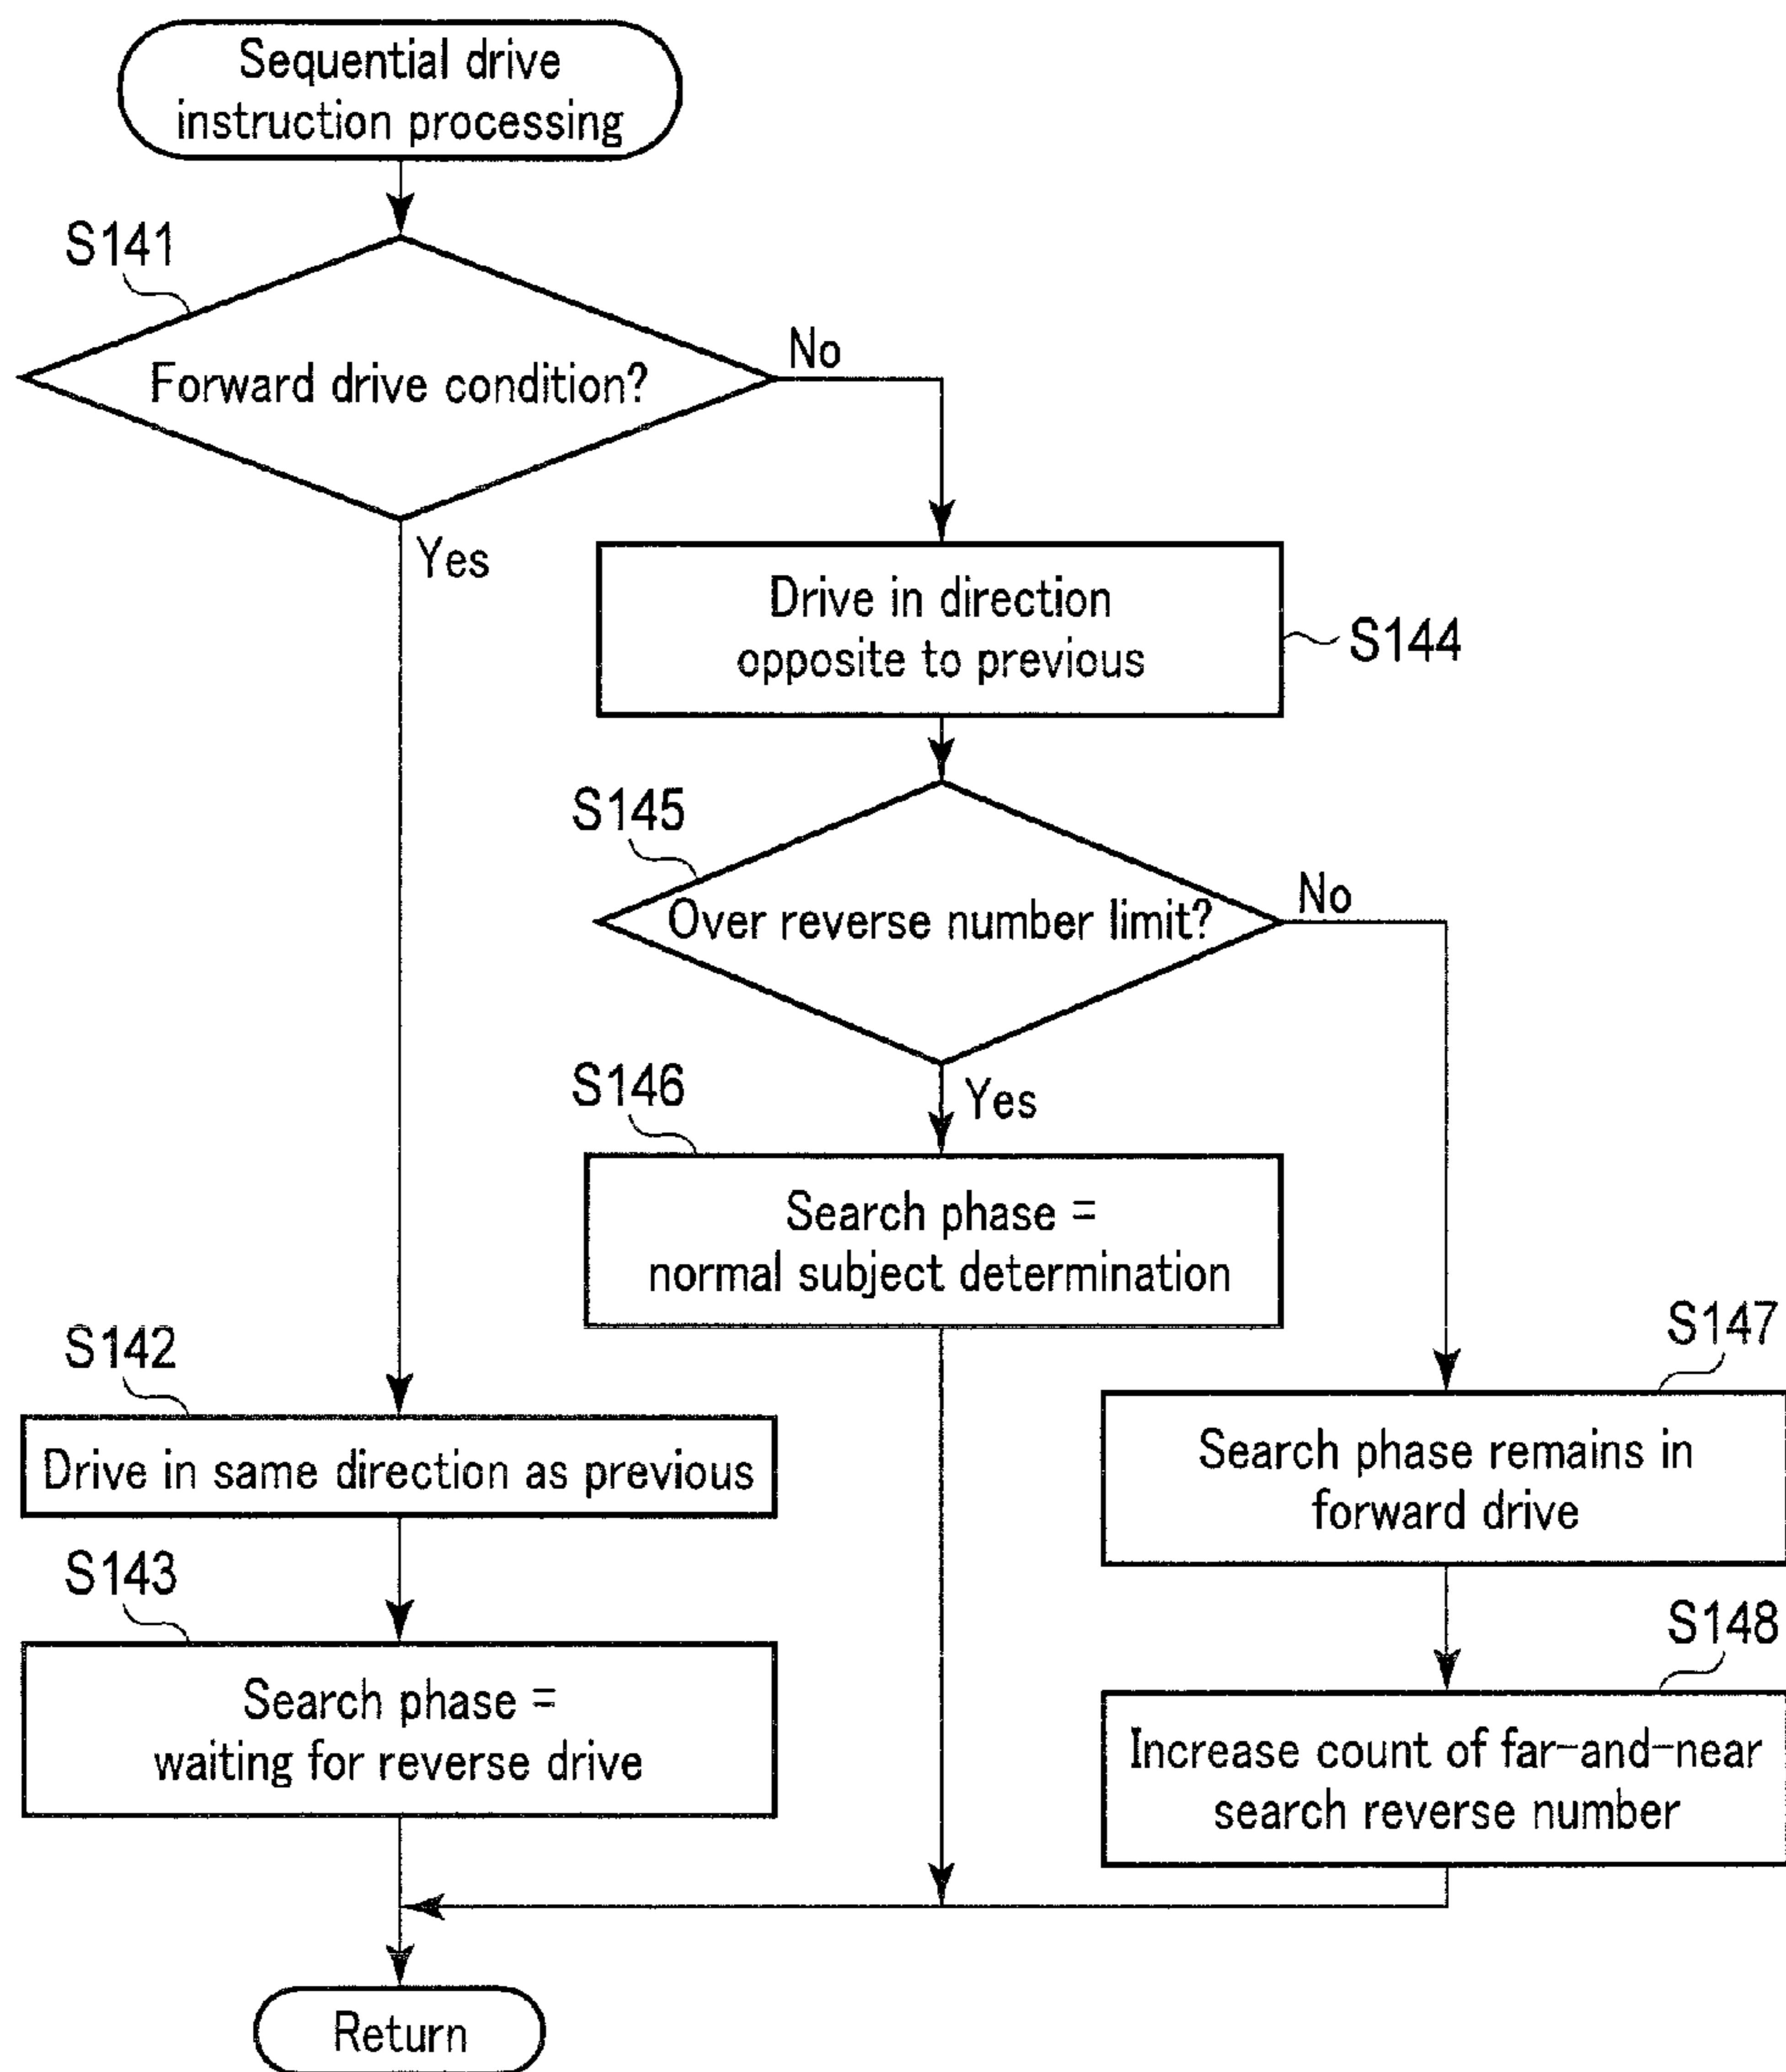 Sequential drive
instruction processing
S141
Forward drive condition?
No
Yes
Drive in direction
opposite to previous
S144
S145
Over reverse number limit?
No
Yes
S146
Search phase =
normal subject determination
S147
Search phase remains in
forward drive
S142
Drive in same direction as previous
S143
Search phase =
waiting for reverse drive
S148
Increase count of far-and-near
search reverse number
Return